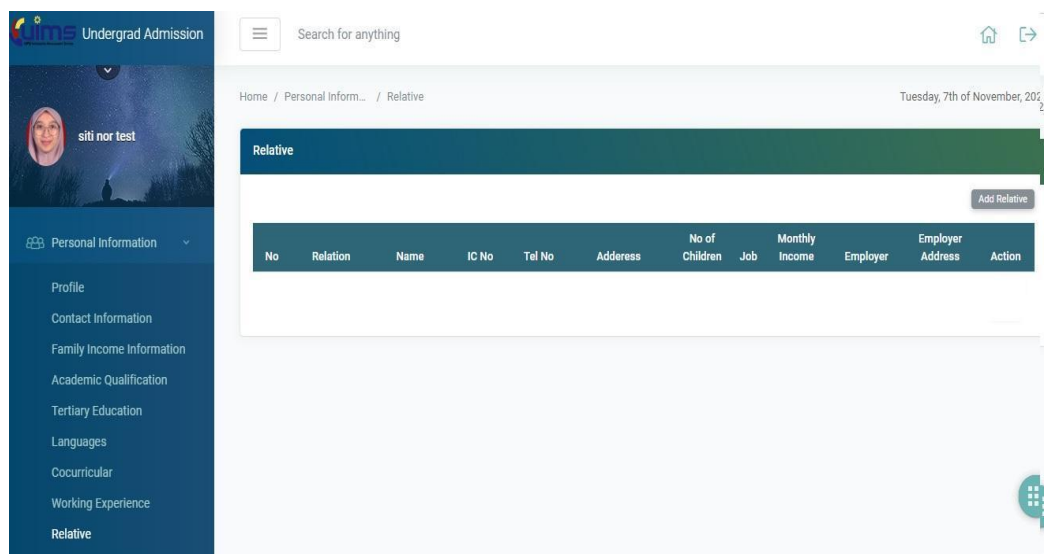 uims Undergrad Admission
Search for anything
siti nor test
Home / Personal Inform... / Relative
Tuesday, 7th of November, 202
Relative
Add Relative
No Relation Name IC No Tel No Adderess No of Children Job Monthly Income Employer Employer Address Action
Personal Information
Profile
Contact Information
Family Income Information
Academic Qualification
Tertiary Education
Languages
Cocurricular
Working Experience
Relative